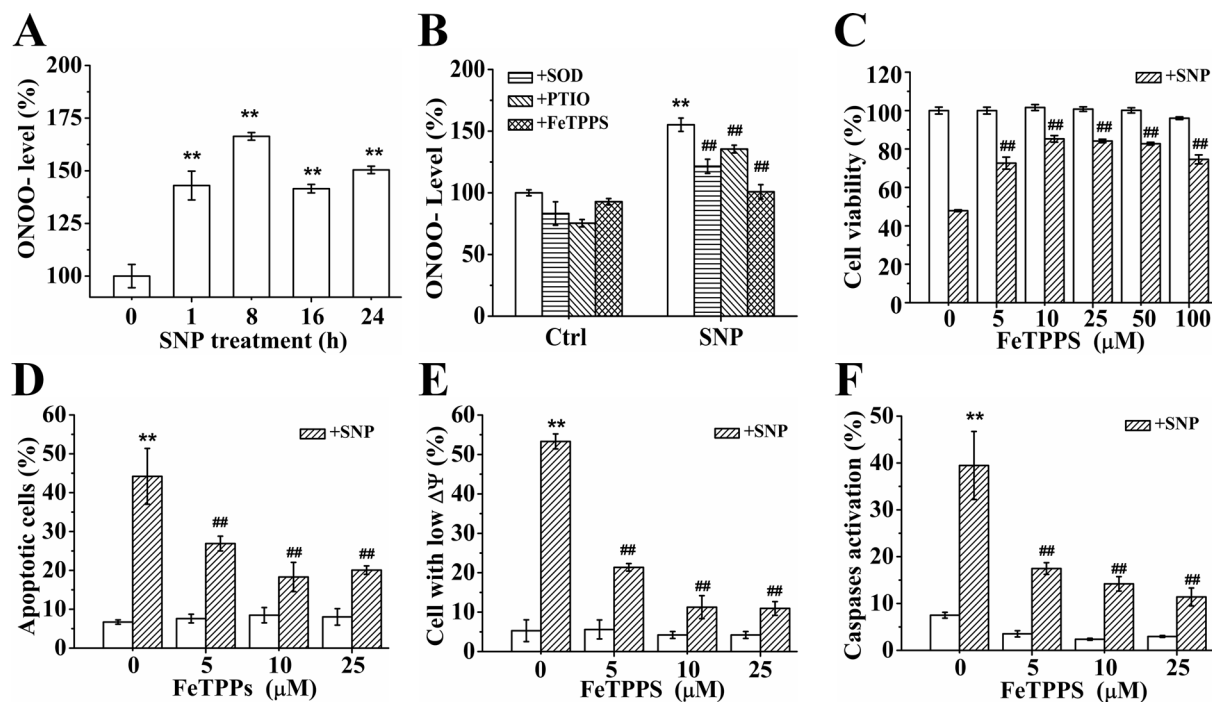 A
ONOO- level (%)
200
175
150
125
100
**
**
**
**
0 1 8 16 24
SNP treatment (h)
B
ONOO- Level (%)
200
150
100
50
0
+SOD
+PTIO
+FeTPPS
**
##
##
##
Ctrl SNP
C
Cell viability (%)
120
100
80
60
40
20
0
+SNP
##
##
##
##
##
0 5 10 25 50 100
FeTPPS (μM)
D
Apoptotic cells (%)
60
50
40
30
20
10
0
+SNP
**
##
##
##
0 5 10 25
FeTPPs (μM)
E
Cell with low ΔΨ (%)
60
50
40
30
20
10
0
+SNP
**
##
##
##
0 5 10 25
FeTPPS (μM)
F
Caspases activation (%)
50
40
30
20
10
0
+SNP
**
##
##
##
0 5 10 25
FeTPPS (μM)